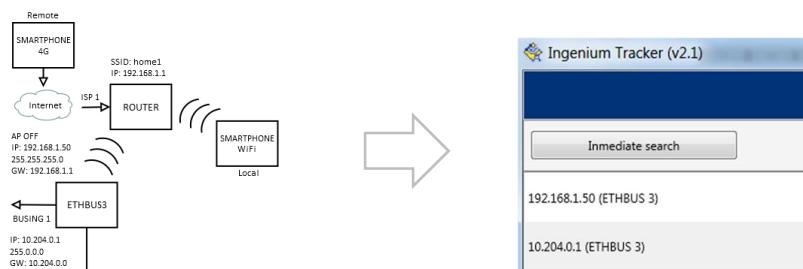 Remote
SMARTPHONE
4G
SSID: home1
IP: 192.168.1.1
Internet
ISP 1
ROUTER
AP OFF
IP: 192.168.1.50
255.255.255.0
GW: 192.168.1.1
SMARTPHONE
WiFi
Local
ETHBUS3
BUSING 1
IP: 10.204.0.1
255.0.0.0
GW: 10.204.0.0
Ingenium Tracker (v2.1)
Inmediate search
192.168.1.50 (ETHBUS 3)
10.204.0.1 (ETHBUS 3)